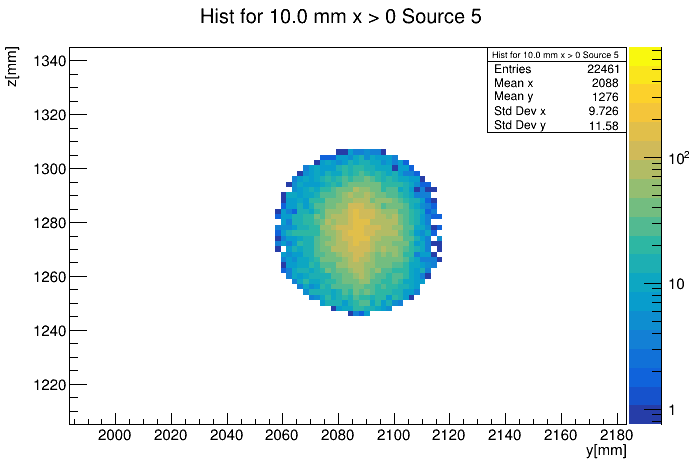 Hist for 10.0 mm x > 0 Source 5
z[mm]
Hist for 10.0 mm x > 0 Source 5
Entries 22461
Mean x 2088
Mean y 1276
Std Dev x 9.726
Std Dev y 11.58
1340
1320
1300
1280
1260
1240
1220
10²
10
1
2000 2020 2040 2060 2080 2100 2120 2140 2160 2180
y[mm]